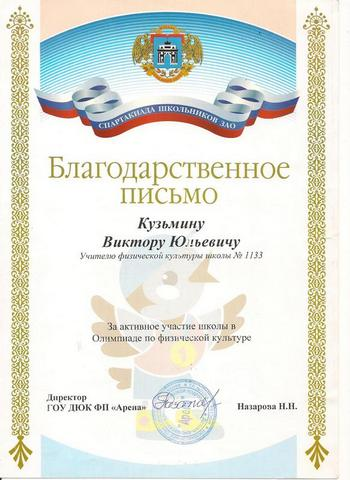 СПАРТАКИАДА ШКОЛЬНИКОВ ЗАО
Благодарственное
письмо
Кузьмину
Виктору Юльевичу
Учителю физической культуры школы № 1133
За активное участие школы в
Олимпиаде по физической культуре
Директор
ГОУ ДЮК ФП «Арена»
Назарова Н.Н.